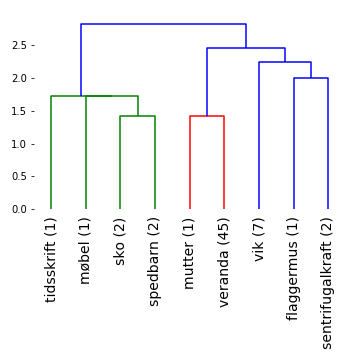 2.5
2.0
1.5
1.0
0.5
0.0
tidsskrift (1)
møbel (1)
sko (2)
spedbarn (2)
mutter (1)
veranda (45)
vik (7)
flaggermus (1)
sentrifugalkraft (2)